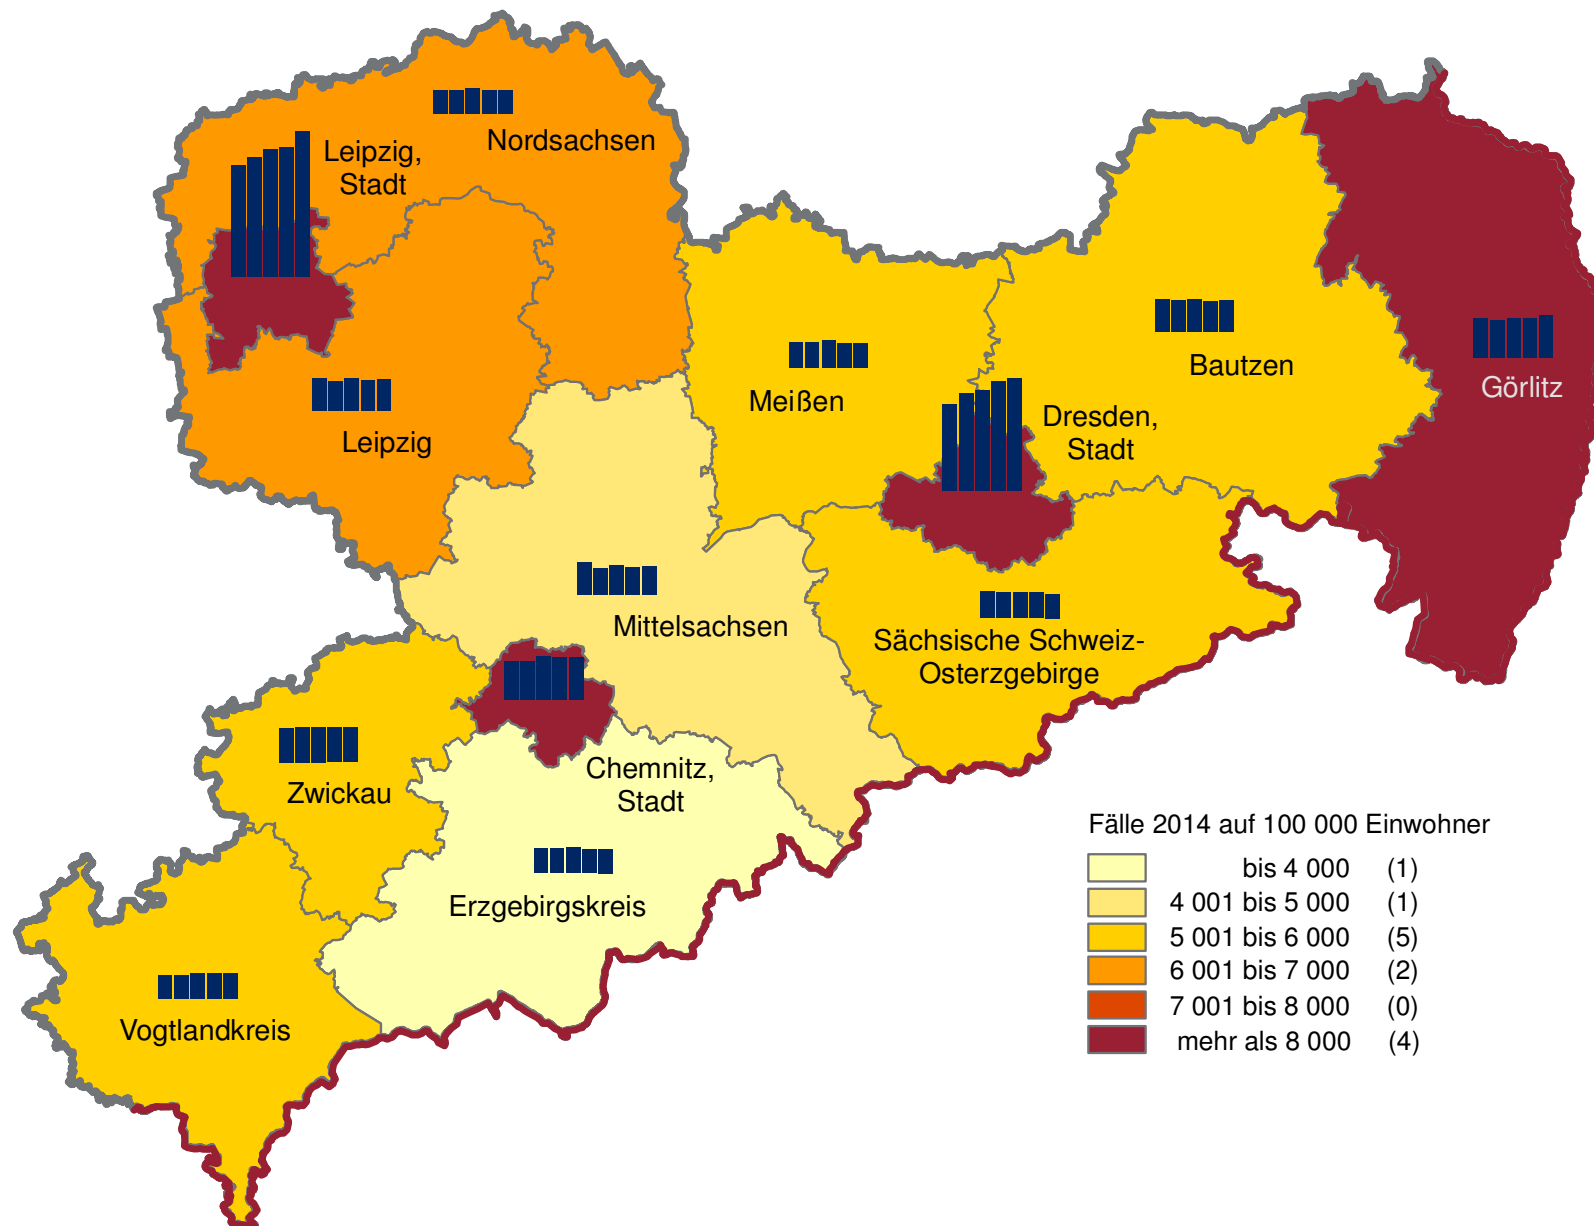 Nordsachsen
Leipzig,
Stadt
Leipzig
Meißen
Bautzen
Görlitz
Dresden,
Stadt
Mittelsachsen
Sächsische Schweiz-
Osterzgebirge
Zwickau
Chemnitz,
Stadt
Erzgebirgskreis
Vogtlandkreis
Fälle 2014 auf 100 000 Einwohner
bis 4 000 (1)
4 001 bis 5 000 (1)
5 001 bis 6 000 (5)
6 001 bis 7 000 (2)
7 001 bis 8 000 (0)
mehr als 8 000 (4)